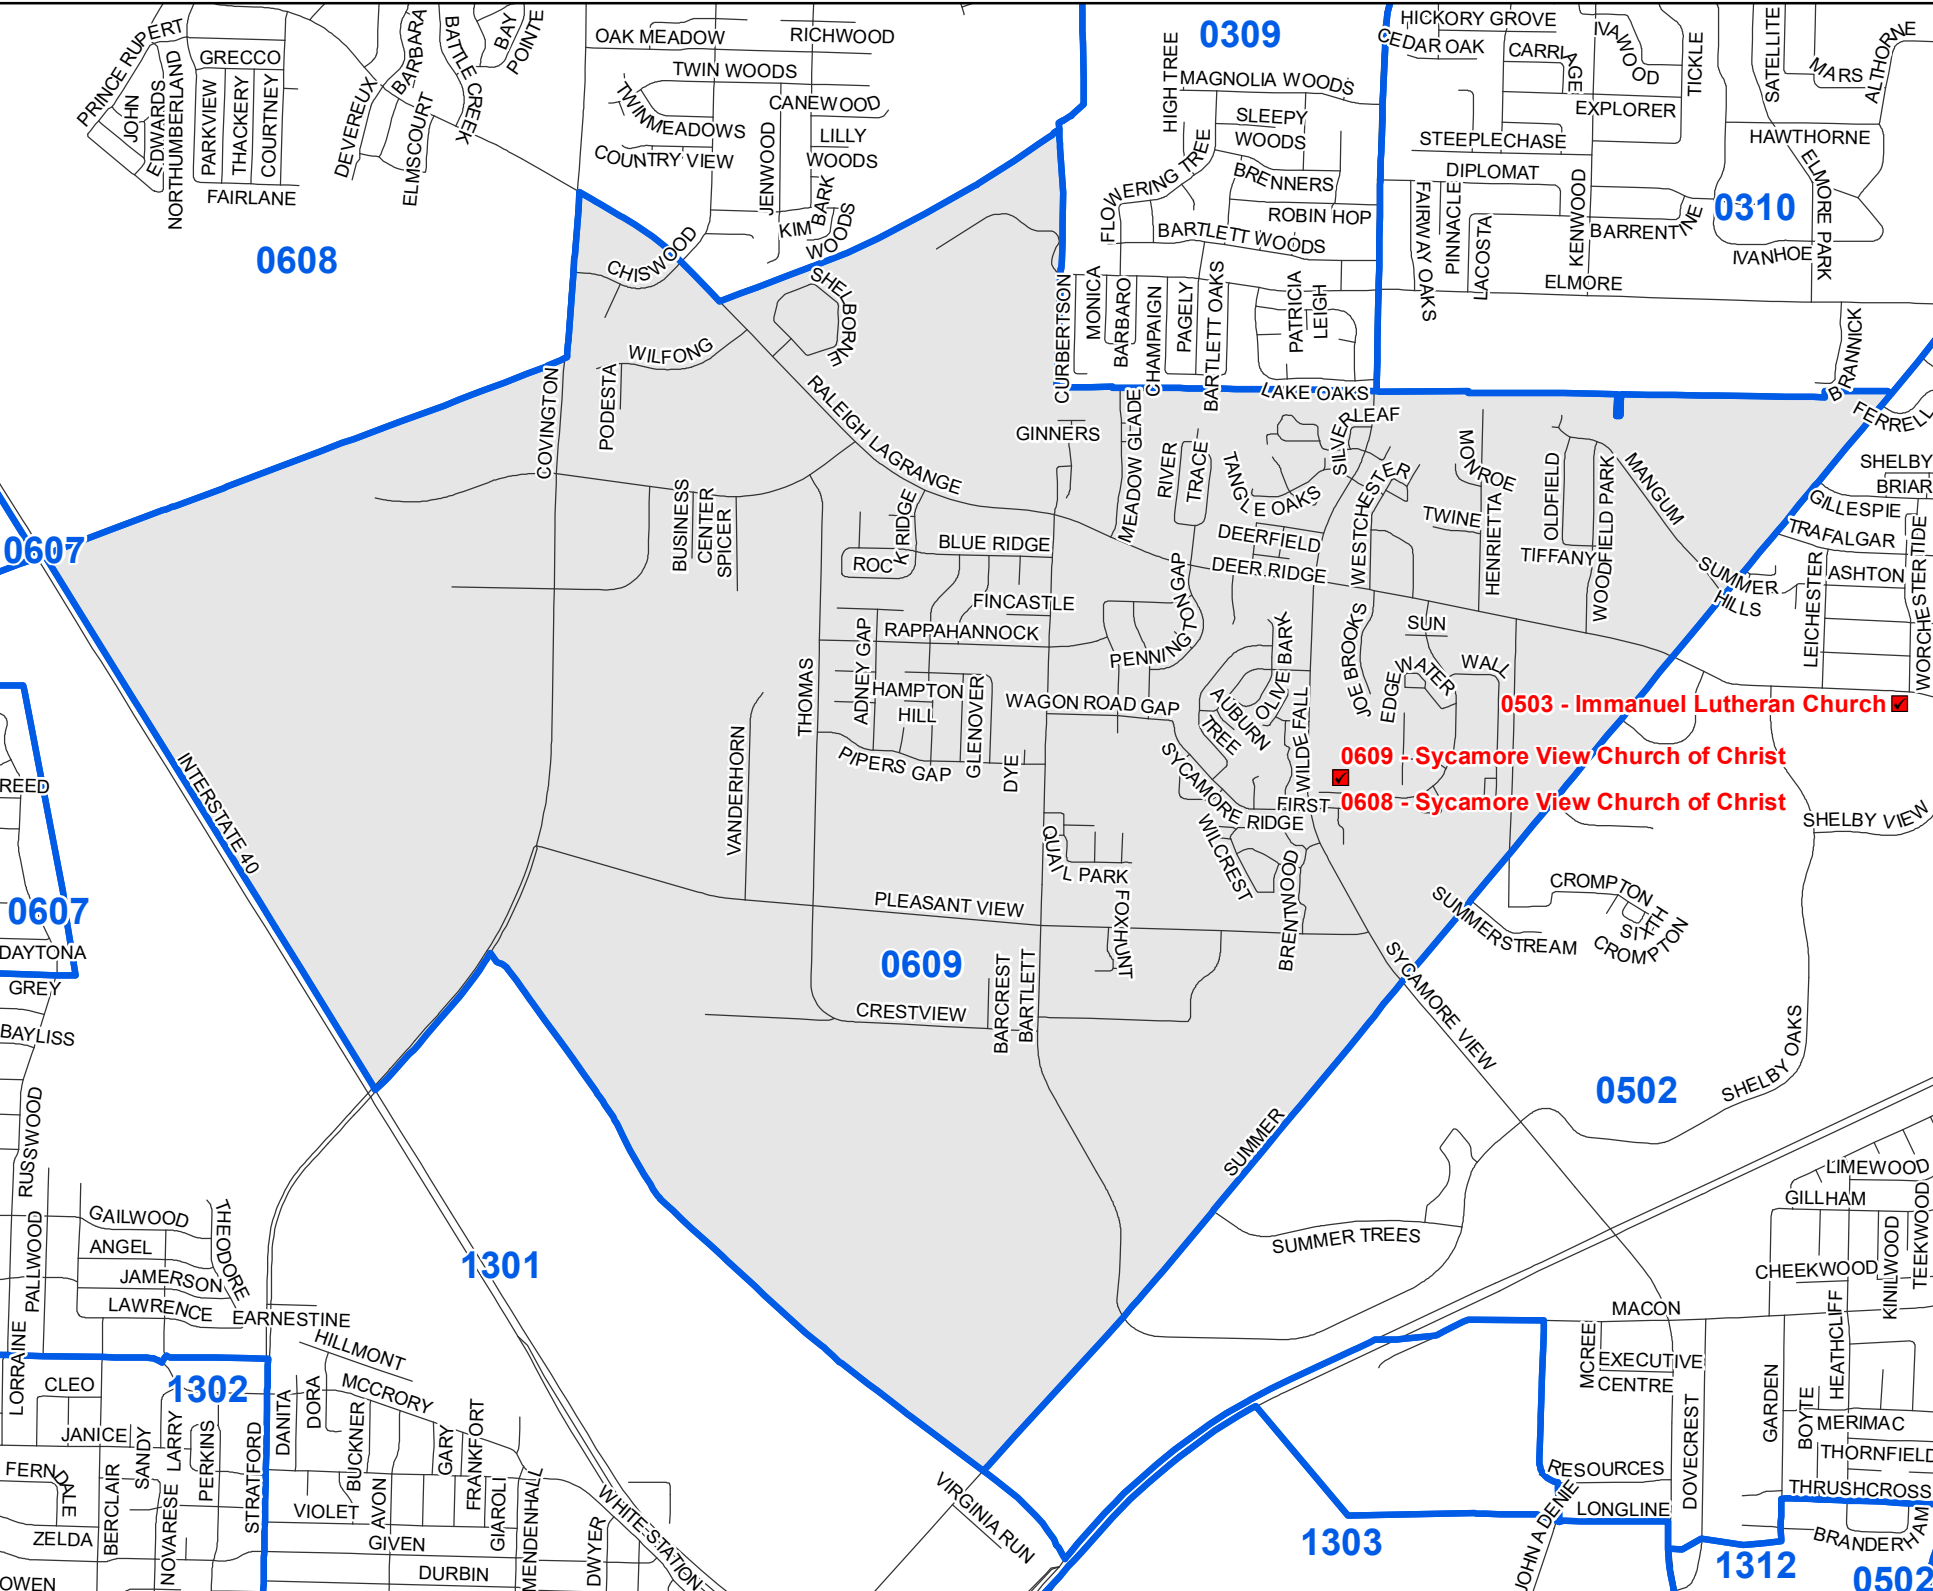 PRINCE RUPERT
JOHN
EDWARDS
NORTHUMBERLAND
GRECCO
PARKVIEW
THACKERY
COURTNEY
FAIRLANE
DEVEREUX
BARBARA
ELMSCOURT
BATTLE CREEK
BAY
POINTE
OAK MEADOW
RICHWOOD
TWIN WOODS
TWINMEADOWS
CANEWOOD
COUNTRY VIEW
JENWOOD
LILLY
WOODS
KIM
BARK
WOODS
CHISWOOD
0608
0309
HIGH TREE
MAGNOLIA WOODS
SLEEPY
WOODS
FLOWERING TREE
BRENNERS
ROBIN HOP
BARTLETT WOODS
HICKORY GROVE
CEDAR OAK
CARRIAGE
IVAWOOD
TICKLE
SATELLITE
MARS
ALTHORNE
EXPLORER
STEEPLECHASE
HAWTHORNE
DIPLOMAT
FAIRWAY OAKS
PINNACLE
LACOSTA
KENWOOD
BARRENTINE
0310
ELMORE PARK
IVANHOE
ELMORE
SHELBORNE
WILFONG
PODESTA
COVINGTON
RALEIGH LAGRANGE
CURBERTSON
MONICA
BARBARO
CHAMPAIGN
PAGELY
BARTLETT OAKS
PATRICIA
LEIGH
LAKE OAKS
BRANNICK
FERRELL
GINNERS
MEADOW GLADE
RIVER
TRACE
TANGLE OAKS
SILVER
LEAF
WESTCHESTER
MONROE
HENRIETTA
OLDFIELD
WOODFIELD PARK
MANGUM
SHELBY
BRIAR
GILLESPIE
TRAFALGAR
0607
BUSINESS
CENTER
SPICER
ROCK RIDGE
BLUE RIDGE
DEERFIELD
DEER RIDGE
TWINE
TIFFANY
SUMMER
HILLS
ASHTON
LEICHESTER
WORCHESTERTIDE
FINCASTLE
RAPPAHANNOCK
PENNINGTON GAP
ADNEY GAP
HAMPTON
HILL
GLENOVER
THOMAS
WAGON ROAD GAP
AUBURN
TREE
OLIVE BARK
WILDE FALL
JOE BROOKS
SUN
EDGE
WATER
WALL
0503 - Immanuel Lutheran Church
0609 - Sycamore View Church of Christ
0608 - Sycamore View Church of Christ
PIPERS GAP
DYE
VANDERHORN
SYCAMORE RIDGE
FIRST
WILCREST
BRENTWOOD
QUAIL PARK
FOXHUNT
SHELBY VIEW
INTERSTATE 40
REED
0607
DAYTONA
GREY
BAYLISS
PLEASANT VIEW
0609
CRESTVIEW
BARCREST
BARTLETT
SUMMERSTREAM
CROMPTON
SITH
CROMPTON
SYCAMORE VIEW
0502
SHELBY OAKS
RUSSWOOD
PALLWOOD
GAILWOOD
THEODORE
ANGEL
JAMERSON
LAWRENCE
EARNESTINE
1301
SUMMER
SUMMER TREES
LIMEWOOD
GILLHAM
KINILWOOD
TEEKWOOD
CHEEKWOOD
HEATHCLIFF
MACON
LORRAINE
CLEO
1302
HILLMONT
MCCRORY
DANITA
DORA
BUCKNER
GARY
FRANKFORT
JANICE
SANDY
LARRY
PERKINS
STRATFORD
FERNDALE
BERCLAIR
NOVARESE
ZELDA
OWEN
VIOLET
AVON
GIVEN
DURBIN
GIAROLI
MENDENHALL
DWYER
WHITE STATION
VIRGINIA RUN
MCREE
EXECUTIVE
CENTRE
DOVECREST
GARDEN
BOYTE
MERIMAC
THORNFIELD
RESOURCES
LONGLINE
JOHN A DENIE
THRUSHCROSS
BRANDERHAM
1303
1312
0502